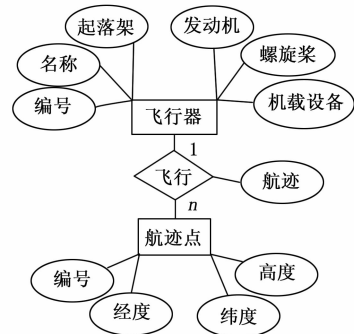 起落架
发动机
名称
螺旋桨
编号
机载设备
飞行器
1
飞行
航迹
n
航迹点
编号
高度
经度
纬度